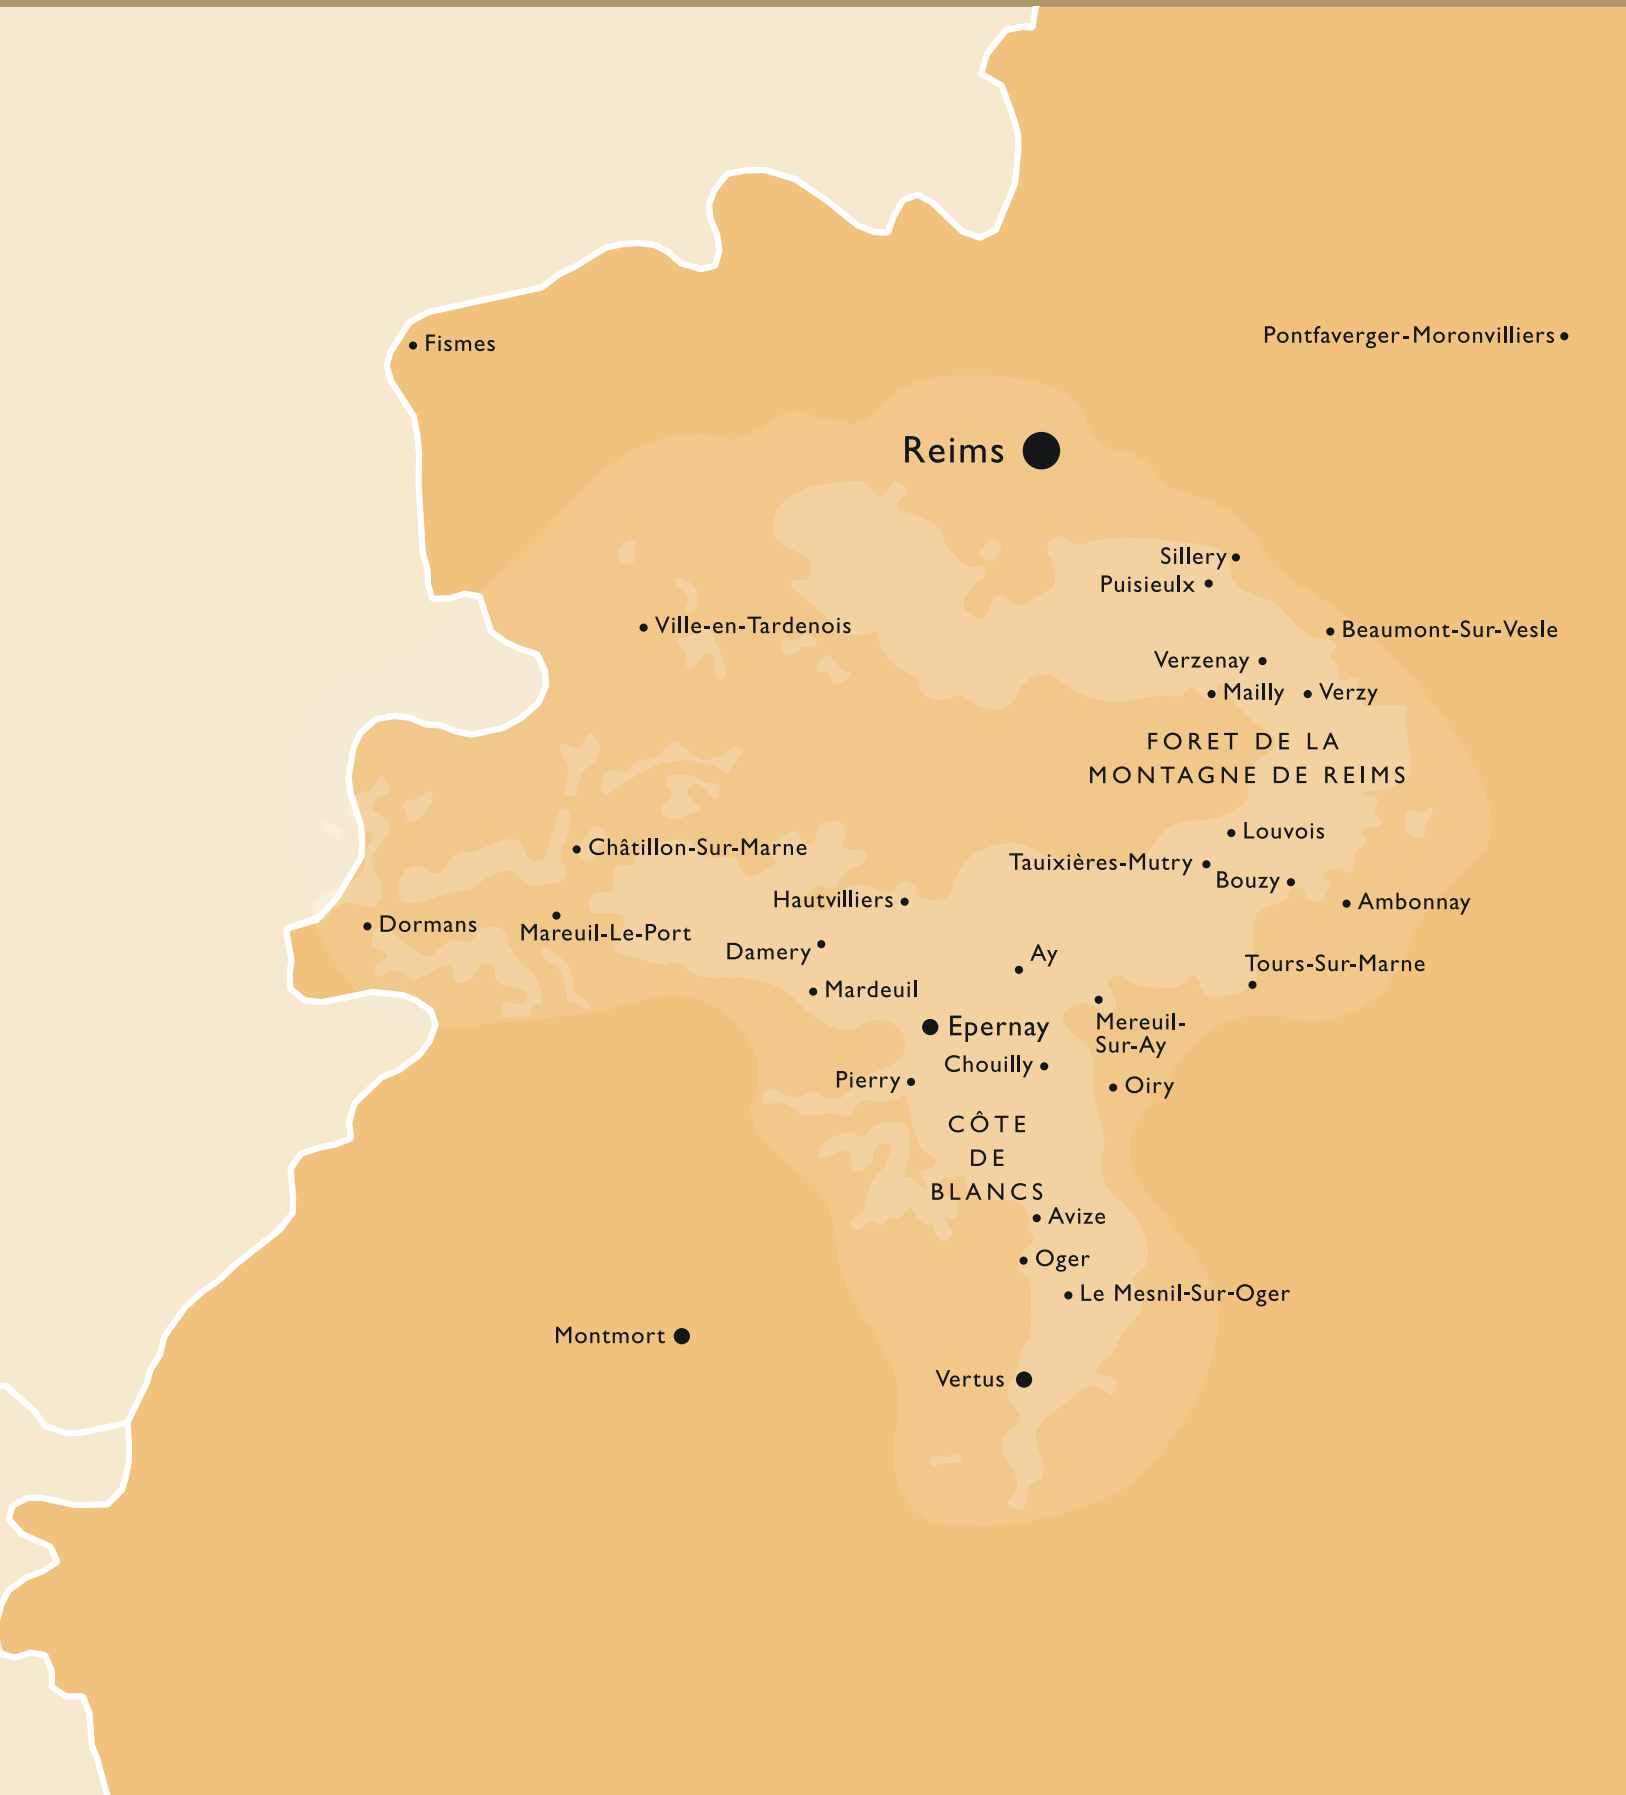 Pontfaverger-Moronvilliers
Fismes
Reims
Sillery
Puisieulx
Ville-en-Tardenois
Beaumont-Sur-Vesle
Verzenay
Mailly
Verzy
FORET DE LA
MONTAGNE DE REIMS
Louvois
Châtillon-Sur-Marne
Tauixières-Mutry
Bouzy
Hautvilliers
Ambonnay
Dormans
Mareuil-Le-Port
Damery
Ay
Tours-Sur-Marne
Mardeuil
Epernay
Mereuil-
Sur-Ay
Chouilly
Pierry
Oiry
CÔTE
DE
BLANCS
Avize
Oger
Le Mesnil-Sur-Oger
Montmort
Vertus